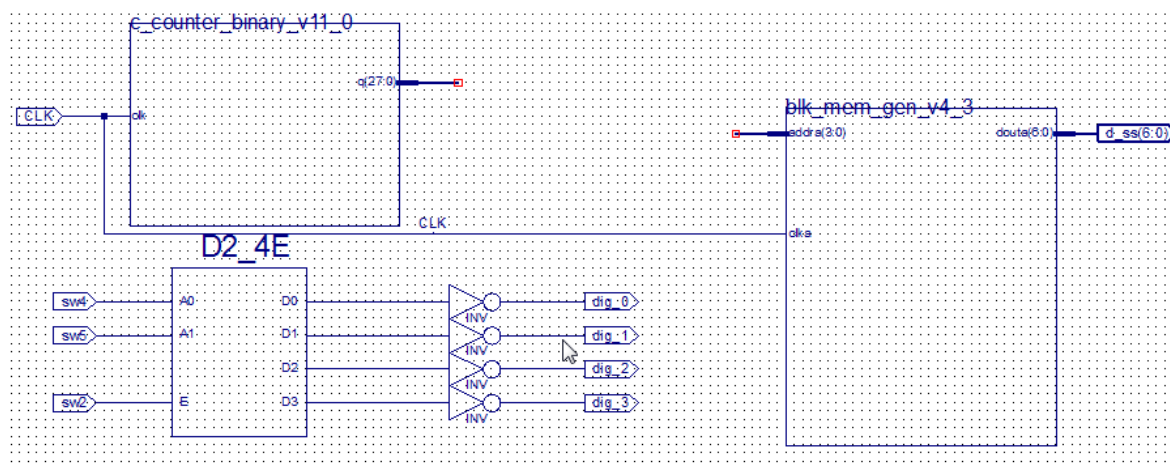 c_counter_binary_v11_0
q(27:0)
CLK
clk
blk_mem_gen_v4_3
addra(3:0)
douta(6:0)
d_ss(6:0)
CLK
clka
D2_4E
sw4
A0
D0
INV
dig_0
sw5
A1
D1
INV
dig_1
D2
INV
dig_2
sw2
E
D3
INV
dig_3